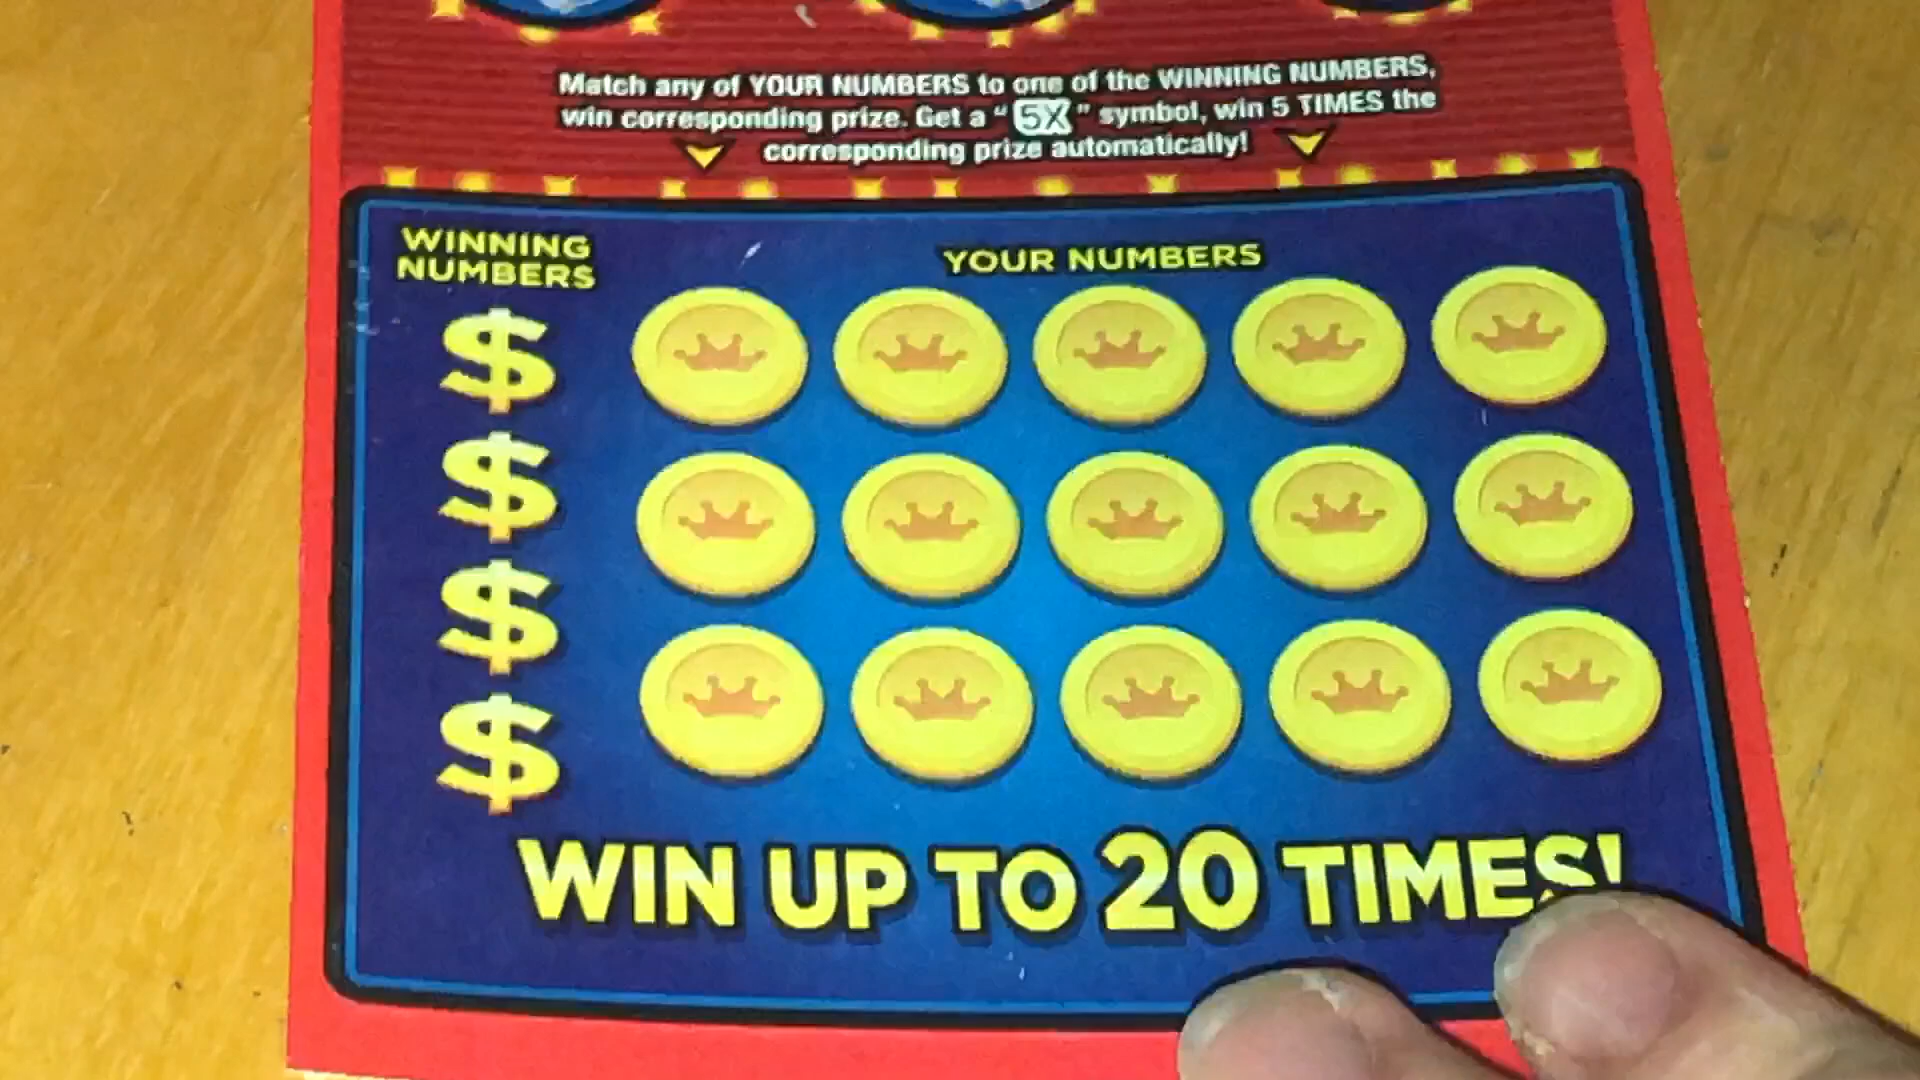 Match any of YOUR NUMBERS to one of the WINNING NUMBERS,
win corresponding prize. Get a "5X" symbol, win 5 TIMES the
corresponding prize automatically!
WINNING
NUMBERS
YOUR NUMBERS
$
$
$
$
WIN UP TO 20 TIMES!